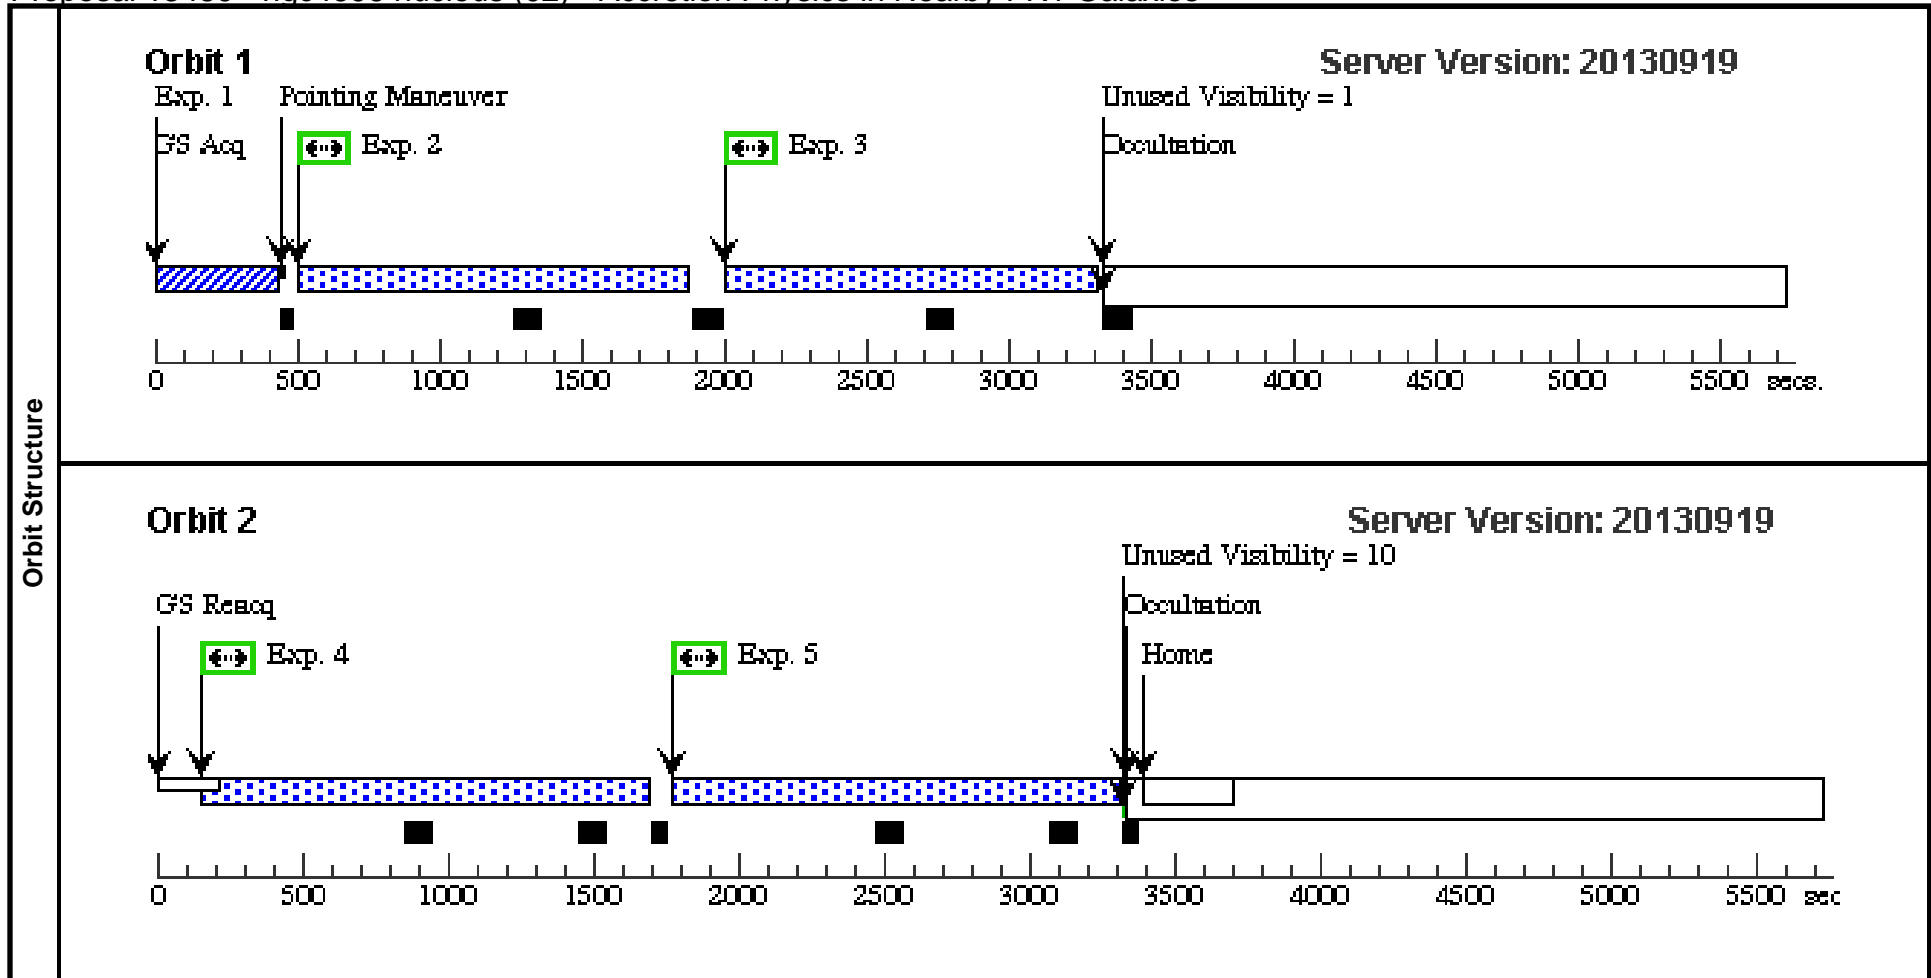 Orbit Structure
Orbit 1
Server Version: 20130919
Exp. 1
Pointing Maneuver
Unused Visibility = 1
GS Acq
Exp. 2
Exp. 3
Occultation
0 500 1000 1500 2000 2500 3000 3500 4000 4500 5000 5500 secs.
Orbit 2
Server Version: 20130919
Unused Visibility = 10
GS Reacq
Occultation
Exp. 4
Exp. 5
Home
0 500 1000 1500 2000 2500 3000 3500 4000 4500 5000 5500 sec